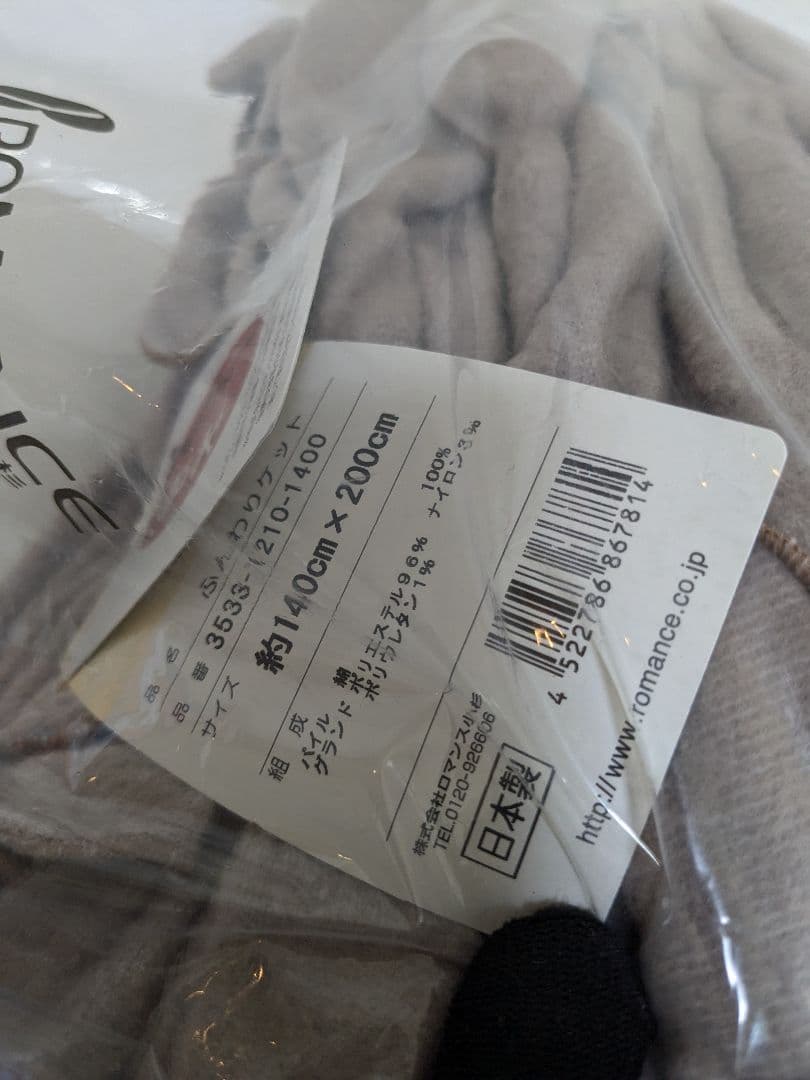 ROMANCE
小杉
品名 ふんわりケット
品番 3533-1210-1400
サイズ 約140cm×200cm
組成
パイル 綿 100%
グランド ポリエステル96% ナイロン3%
ポリウレタン1%
4 522786 867814
株式会社ロマンス小杉
TEL.0120-926606
日本製
http://www.romance.co.jp